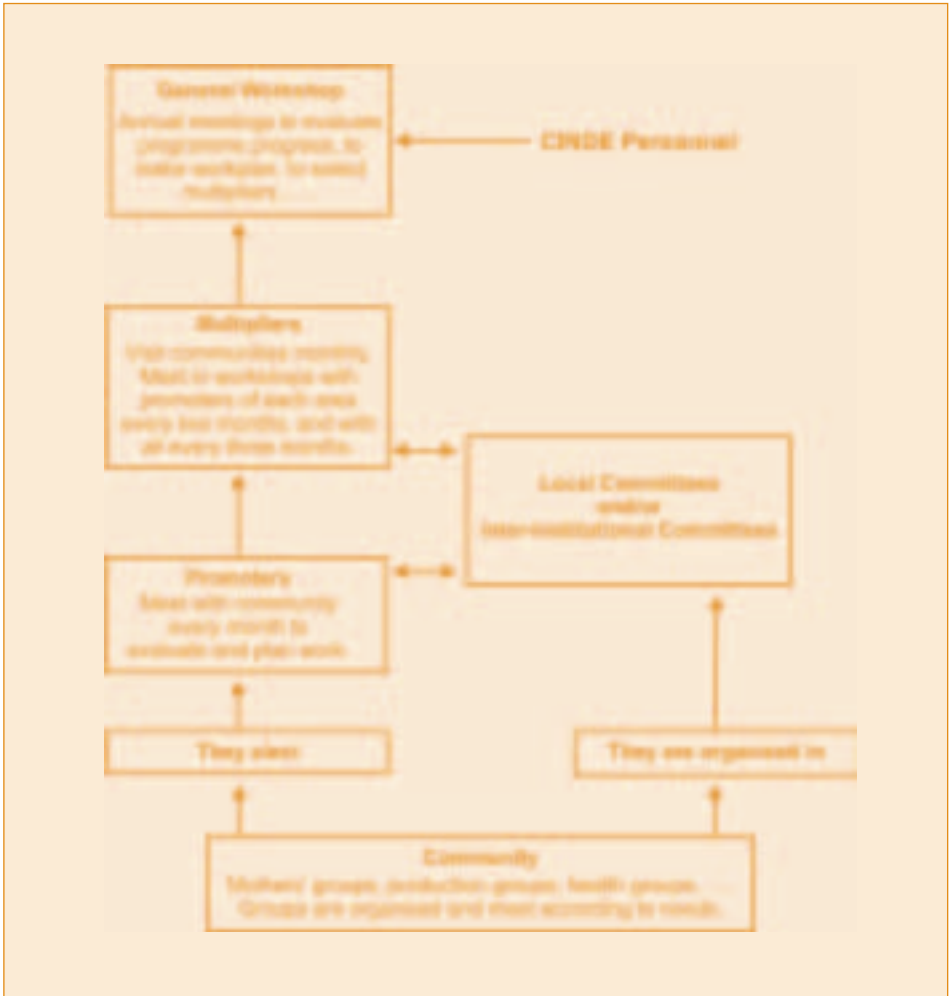 General Workshop
Annual meetings to evaluate
programme progress, to
make workplan, to select
multipliers
CINDE Personnel
Multipliers
Visit communities monthly.
Meet in workshops with
promoters of each area
every two months, and with
all every three months.
Local Committees
and/or
Inter-institutional Committees
Promoters
Meet with community
every month to
evaluate and plan work.
They elect
They are organised in
Community
Mothers' groups, production groups, health groups.
Groups are organised and meet according to needs.